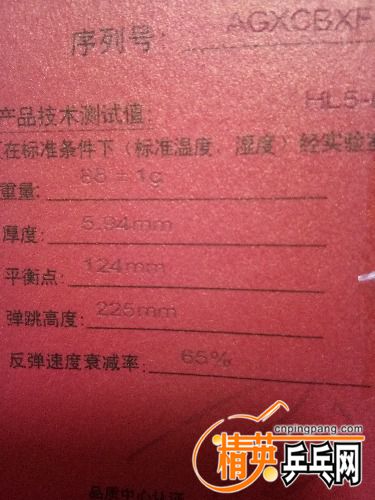 序列号: AGXCBXF
产品技术测试值: HL5-
在标准条件下（标准温度、湿度）经实验
重量: 88±1g
厚度: 5.94mm
平衡点: 124mm
弹跳高度: 225mm
反弹速度衰减率: 65%
cnpingpang.com
精英乒乓网